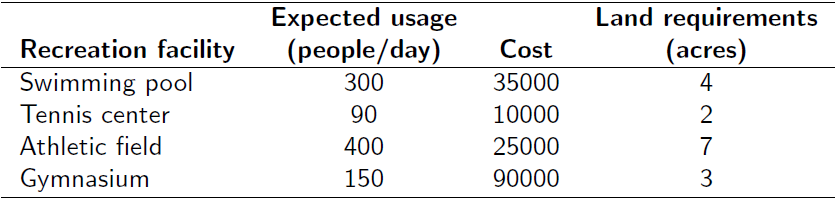 Expected usage Land requirements
Recreation facility (people/day) Cost (acres)
Swimming pool 300 35000 4
Tennis center 90 10000 2
Athletic field 400 25000 7
Gymnasium 150 90000 3